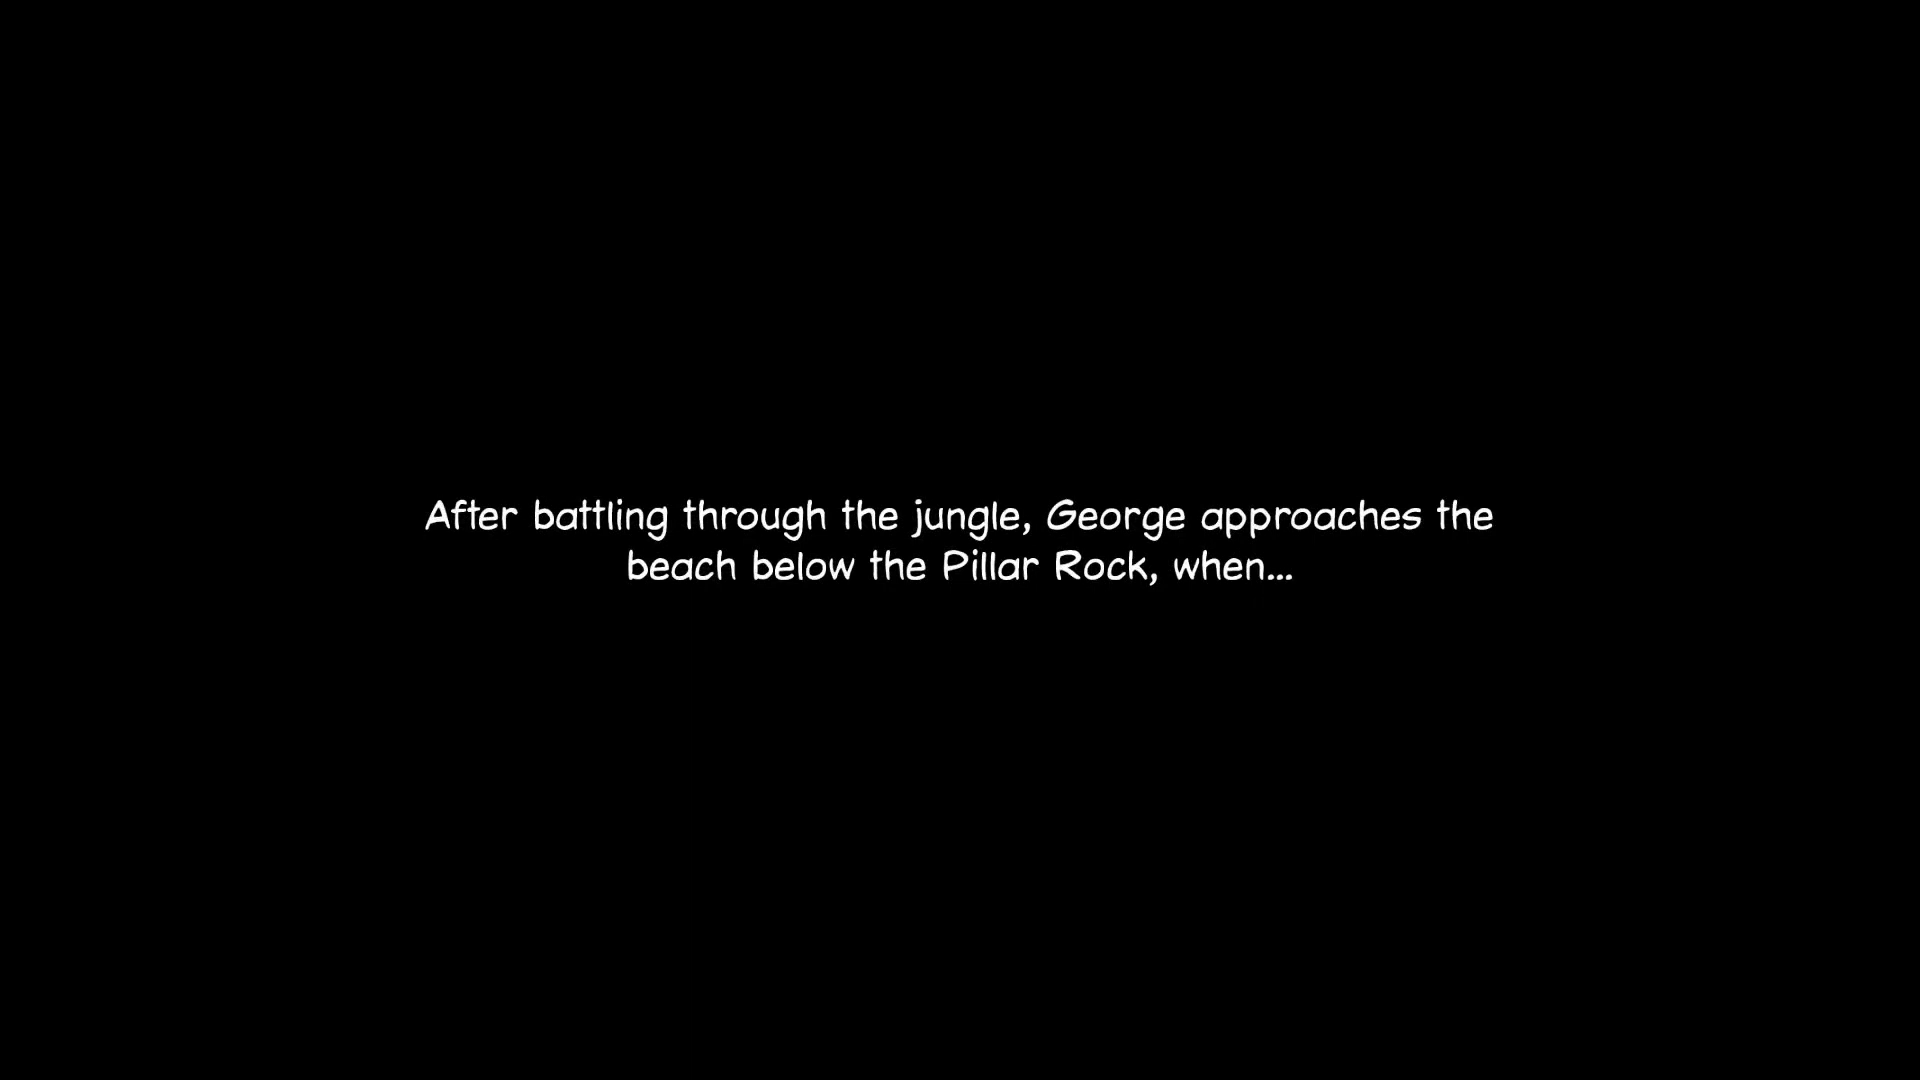 After battling through the jungle, George approaches the
beach below the Pillar Rock, when...